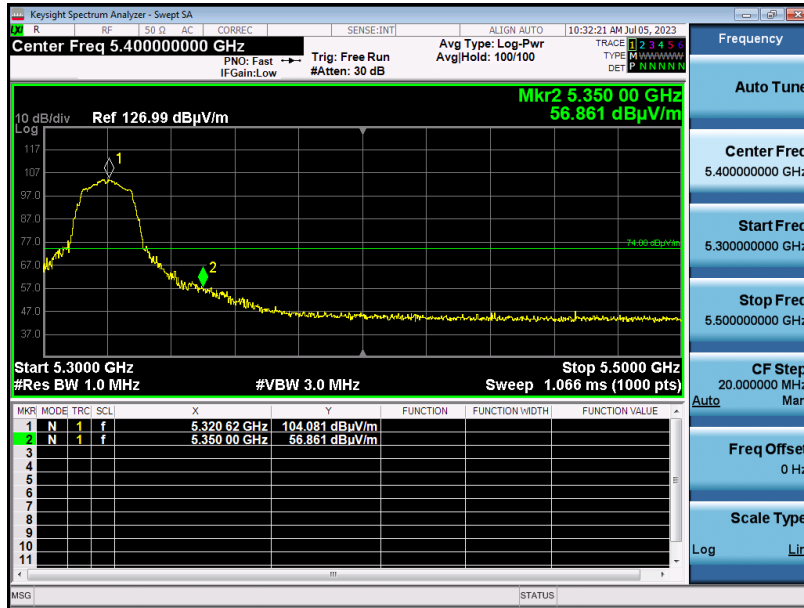 Keysight Spectrum Analyzer - Swept SA
LXI R RF 50 Ω AC CORREC SENSE:INT ALIGN AUTO 10:32:21 AM Jul 05, 2023
Center Freq 5.400000000 GHz
PNO: Fast
IFGain:Low
Trig: Free Run
#Atten: 30 dB
Avg Type: Log-Pwr
Avg|Hold: 100/100
TRACE 1 2 3 4 5 6
TYPE M W W W W W
DET P N N N N N
Mkr2 5.350 00 GHz
56.861 dBµV/m
10 dB/div
Log
Ref 126.99 dBµV/m
117
107
97.0
87.0
77.0
67.0
57.0
47.0
37.0
1
2
74.00 dBµV/m
Start 5.3000 GHz
Stop 5.5000 GHz
#Res BW 1.0 MHz
#VBW 3.0 MHz
Sweep 1.066 ms (1000 pts)
MKR MODE TRC SCL X Y FUNCTION FUNCTION WIDTH FUNCTION VALUE
1 N 1 f 5.320 62 GHz 104.081 dBµV/m
2 N 1 f 5.350 00 GHz 56.861 dBµV/m
3
4
5
6
7
8
9
10
11
MSG
STATUS
Frequency
Auto Tune
Center Freq
5.400000000 GHz
Start Freq
5.300000000 GHz
Stop Freq
5.500000000 GHz
CF Step
20.000000 MHz
Auto Man
Freq Offset
0 Hz
Scale Type
Log Lin